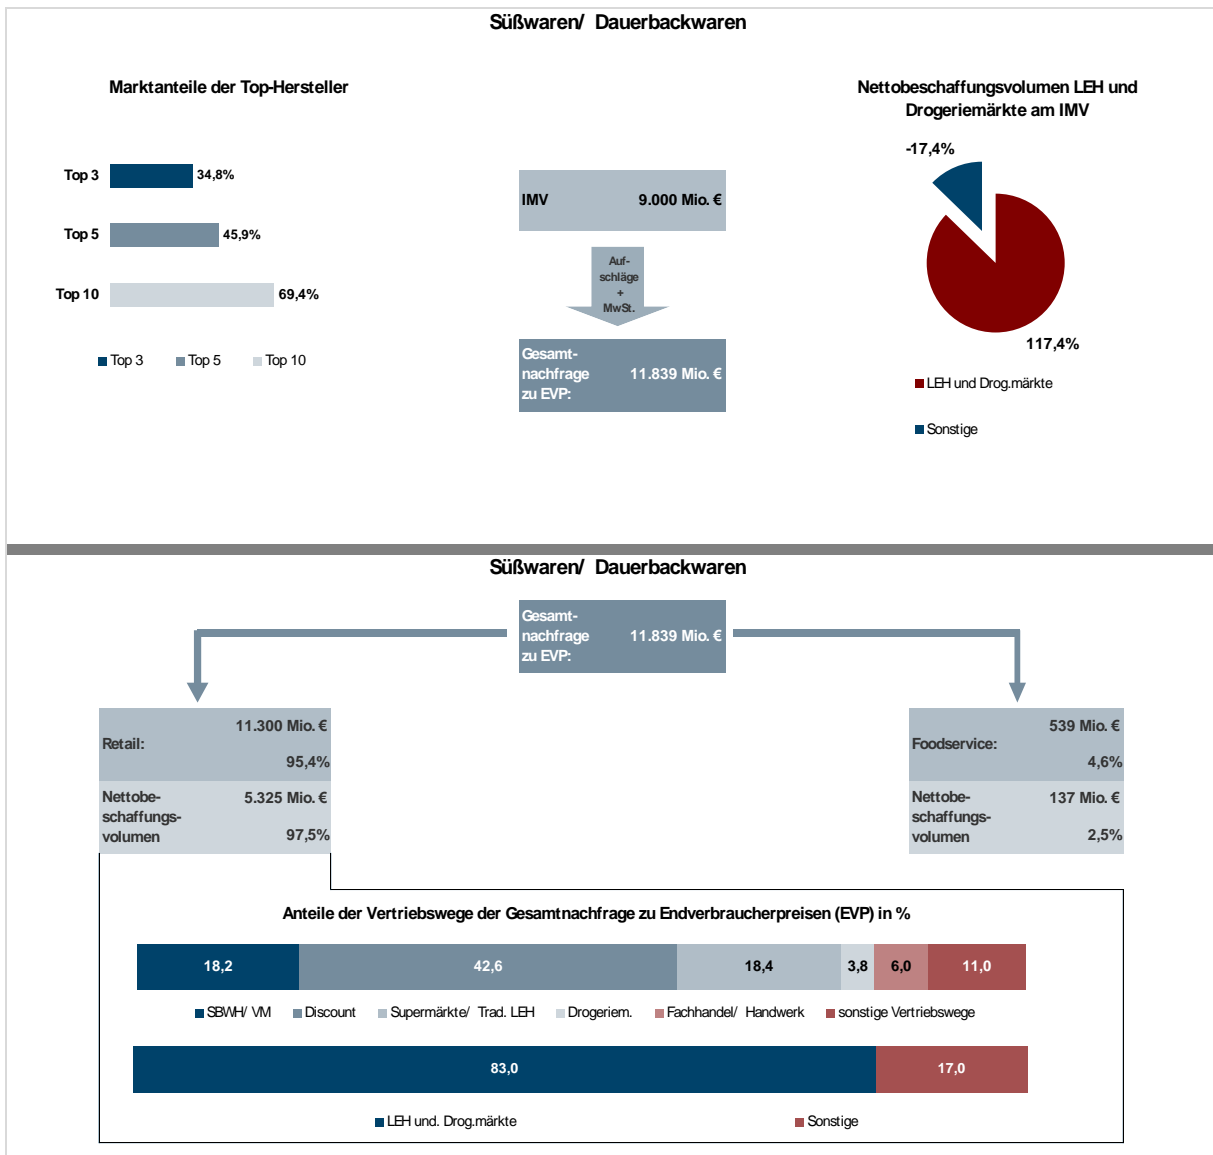 Süßwaren/ Dauerbackwaren
Marktanteile der Top-Hersteller
Top 3
34,8%
Top 5
45,9%
Top 10
69,4%
Top 3
Top 5
Top 10
IMV
9.000 Mio. €
Auf-
schläge
+
MwSt.
Gesamt-
nachfrage
zu EVP:
11.839 Mio. €
Nettobeschaffungsvolumen LEH und
Drogeriemärkte am IMV
-17,4%
117,4%
LEH und Drog.märkte
Sonstige
Süßwaren/ Dauerbackwaren
Gesamt-
nachfrage
zu EVP:
11.839 Mio. €
Retail:
11.300 Mio. €
95,4%
Nettobe-
schaffungs-
volumen
5.325 Mio. €
97,5%
Foodservice:
539 Mio. €
4,6%
Nettobe-
schaffungs-
volumen
137 Mio. €
2,5%
Anteile der Vertriebswege der Gesamtnachfrage zu Endverbraucherpreisen (EVP) in %
18,2 42,6 18,4 3,8 6,0 11,0
SBWH/ VM Discount Supermärkte/ Trad. LEH Drogeriem. Fachhandel/ Handwerk sonstige Vertriebswege
83,0 17,0
LEH und. Drog.märkte Sonstige